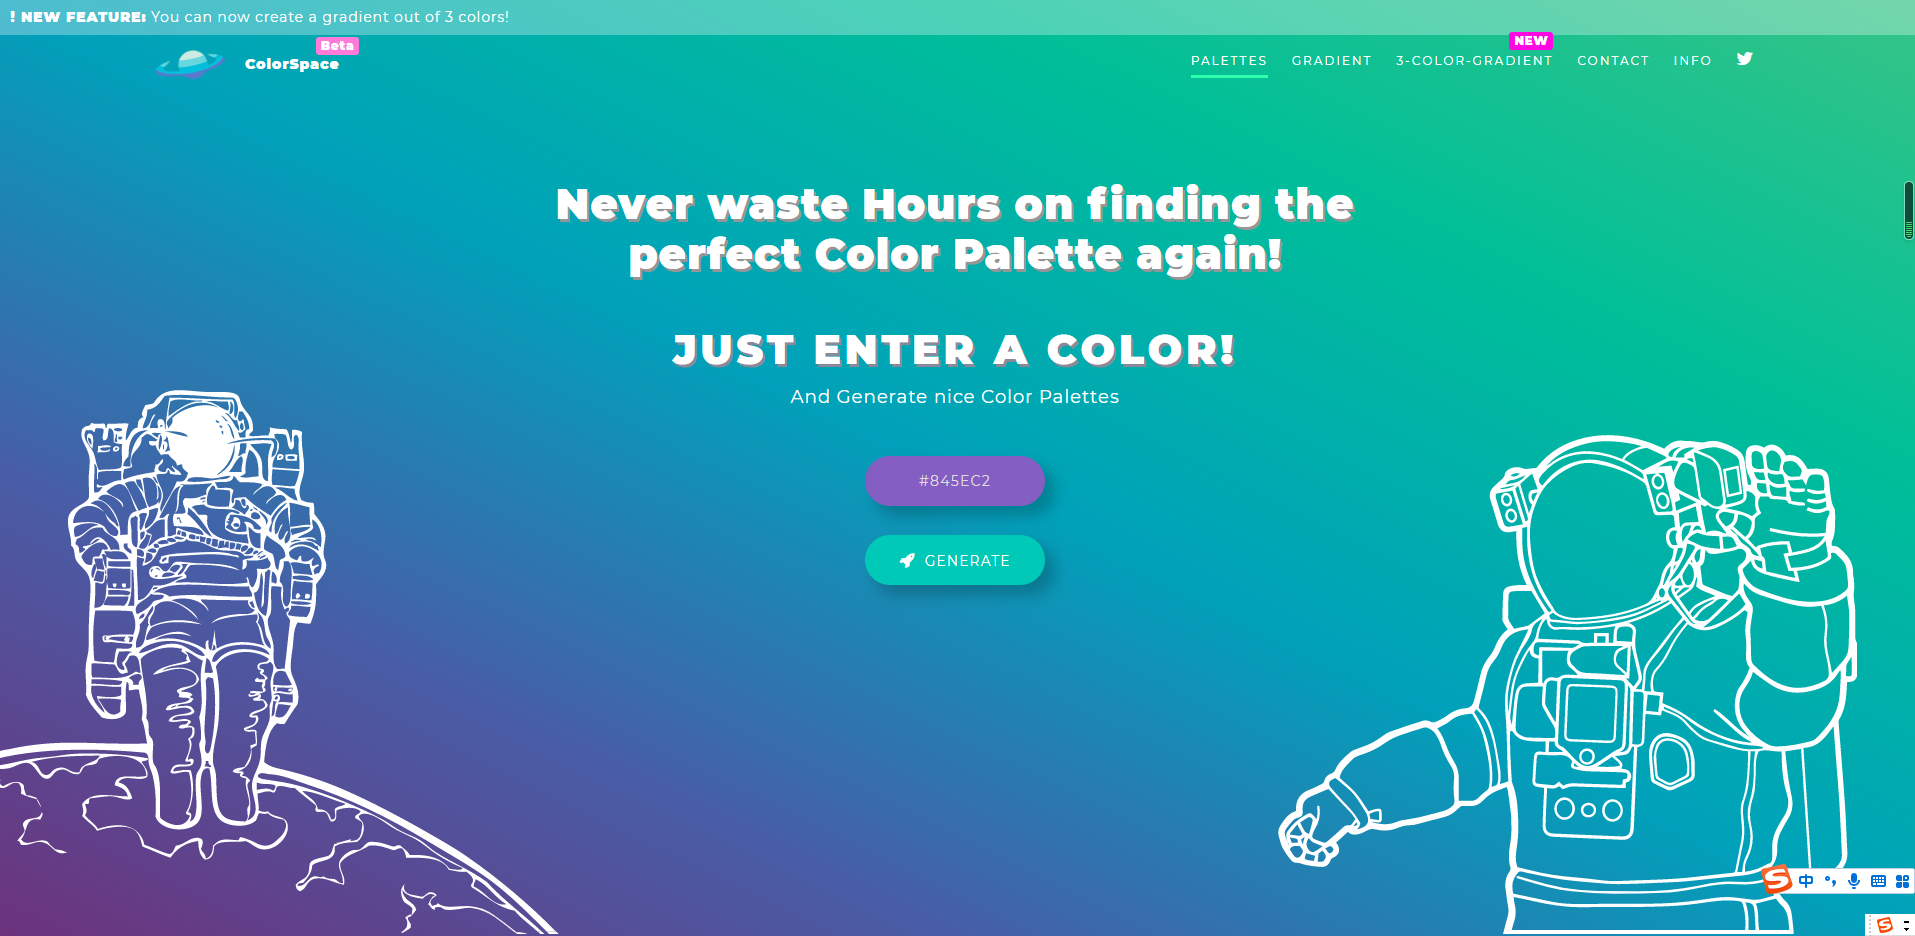 ! NEW FEATURE: You can now create a gradient out of 3 colors!
Beta
ColorSpace
NEW
PALETTES GRADIENT 3-COLOR-GRADIENT CONTACT INFO
Never waste Hours on finding the
perfect Color Palette again!
JUST ENTER A COLOR!
And Generate nice Color Palettes
#845EC2
GENERATE
S 中
S